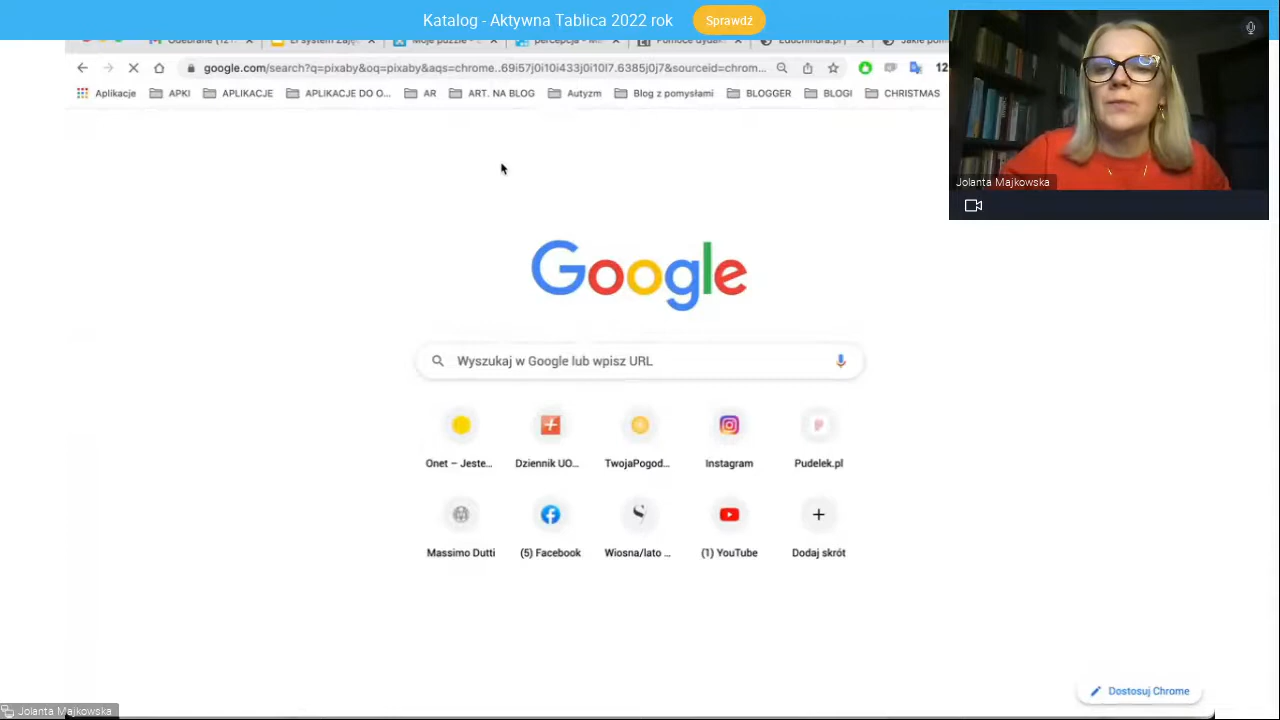 Katalog - Aktywna Tablica 2022 rok
Sprawdź
Moje puzzle - ...
percepcja - M...
google.com/search?q=pixaby&oq=pixaby&aqs=chrome..69i57j0i10i433j0i10l7.6385j0j7&sourceid=chrom...
Aplikacje
APKI
APLIKACJE
APLIKACJE DO O...
AR
ART. NA BLOG
Autyzm
Blog z pomysłami
BLOGGER
BLOGI
CHRISTMAS
Jolanta Majkowska
Google
Wyszukaj w Google lub wpisz URL
Onet – Jeste...
Dziennik UO...
TwojaPogod...
Instagram
Pudelek.pl
Massimo Dutti
(5) Facebook
Wiosna/lato ...
(1) YouTube
Dodaj skrót
Dostosuj Chrome
Jolanta Majkowska